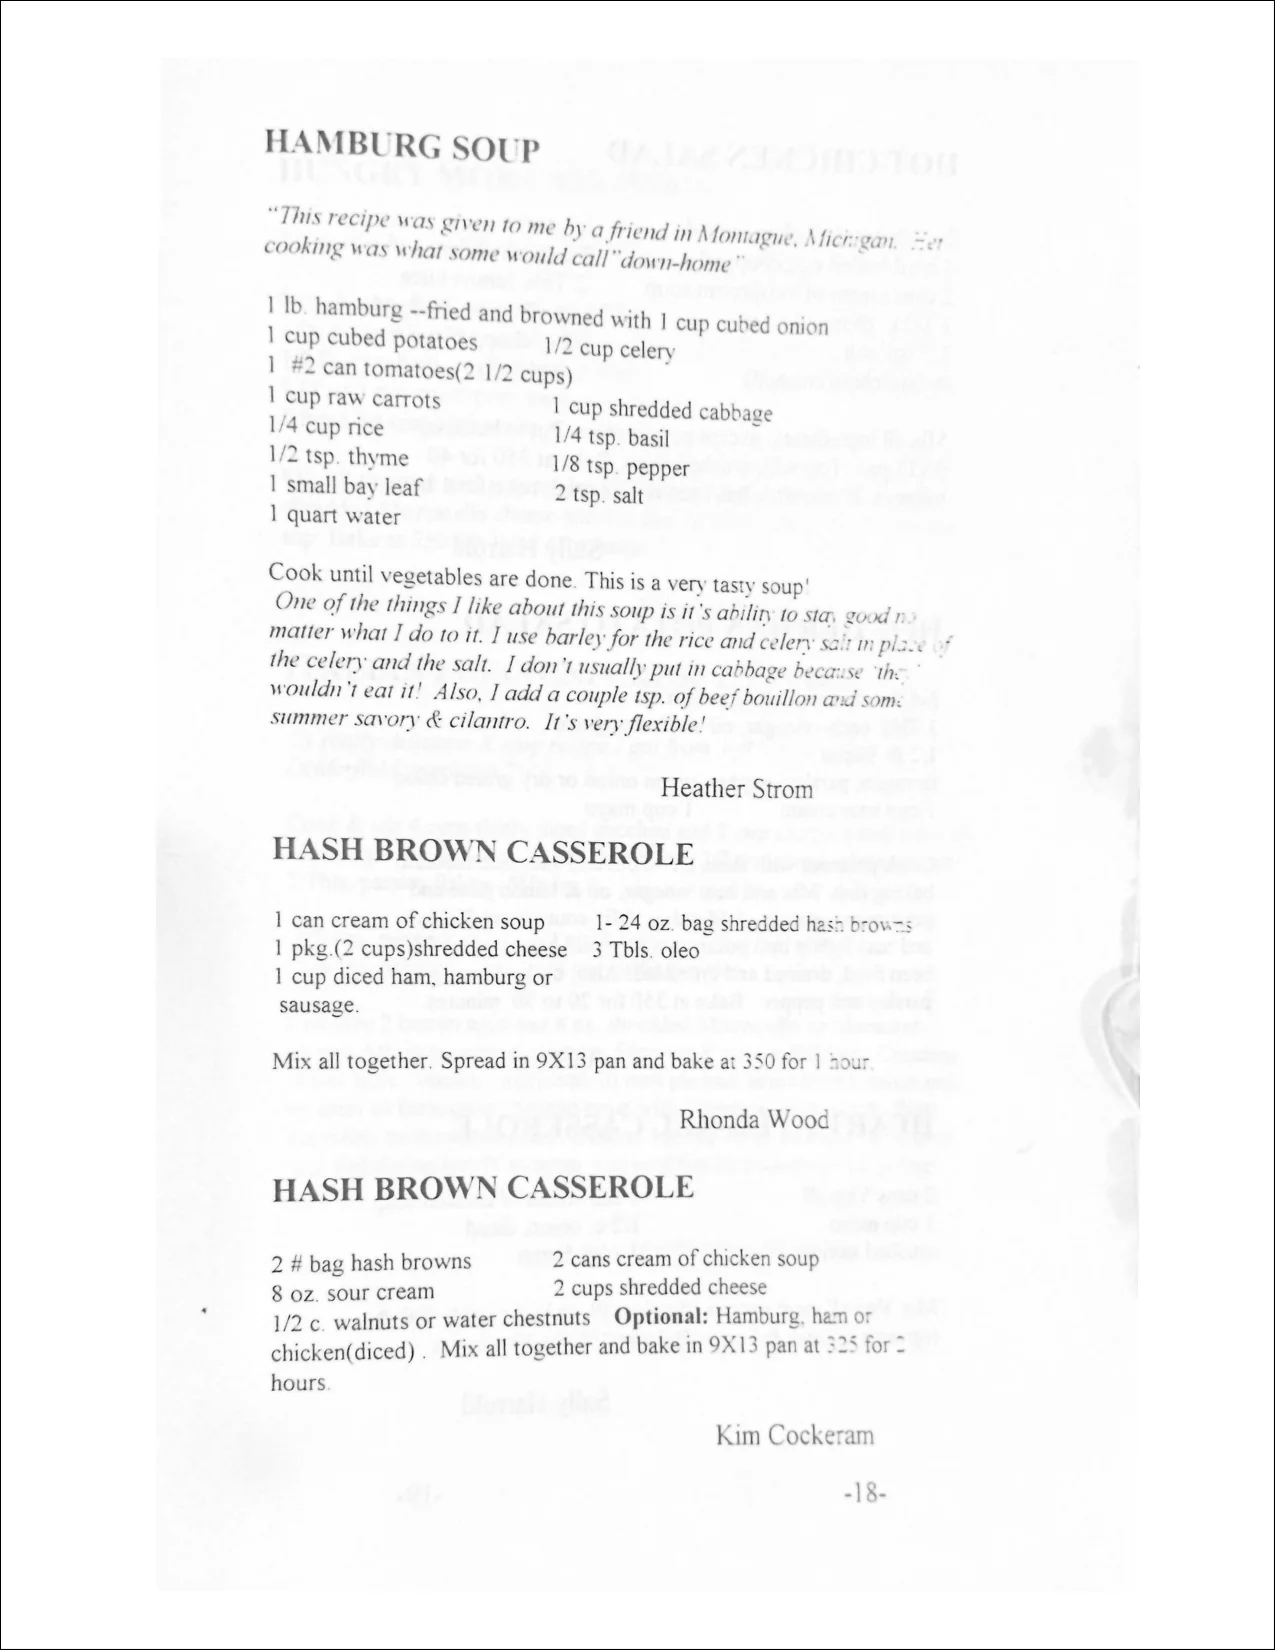 HAMBURG SOUP
"This recipe was given to me by a friend in Montague, Michigan. Her
cooking was what some would call "down-home"
1 lb. hamburg --fried and browned with 1 cup cubed onion
1 cup cubed potatoes 1/2 cup celery
1 #2 can tomatoes(2 1/2 cups)
1 cup raw carrots 1 cup shredded cabbage
1/4 cup rice 1/4 tsp. basil
1/2 tsp. thyme 1/8 tsp. pepper
1 small bay leaf 2 tsp. salt
1 quart water
Cook until vegetables are done. This is a very tasty soup!
One of the things I like about this soup is it's ability to stay good no
matter what I do to it. I use barley for the rice and celery salt in place of
the celery and the salt. I don't usually put in cabbage because
wouldn't eat it! Also, I add a couple tsp. of beef bouillon and some
summer savory & cilantro. It's very flexible!
Heather Strom
HASH BROWN CASSEROLE
1 can cream of chicken soup 1- 24 oz. bag shredded hash browns
1 pkg.(2 cups)shredded cheese 3 Tbls. oleo
1 cup diced ham, hamburg or
sausage.
Mix all together. Spread in 9X13 pan and bake at 350 for 1 hour.
Rhonda Wood
HASH BROWN CASSEROLE
2 # bag hash browns 2 cans cream of chicken soup
8 oz. sour cream 2 cups shredded cheese
1/2 c. walnuts or water chestnuts Optional: Hamburg, ham or
chicken(diced) . Mix all together and bake in 9X13 pan at 325 for 2
hours.
Kim Cockeram
-18-